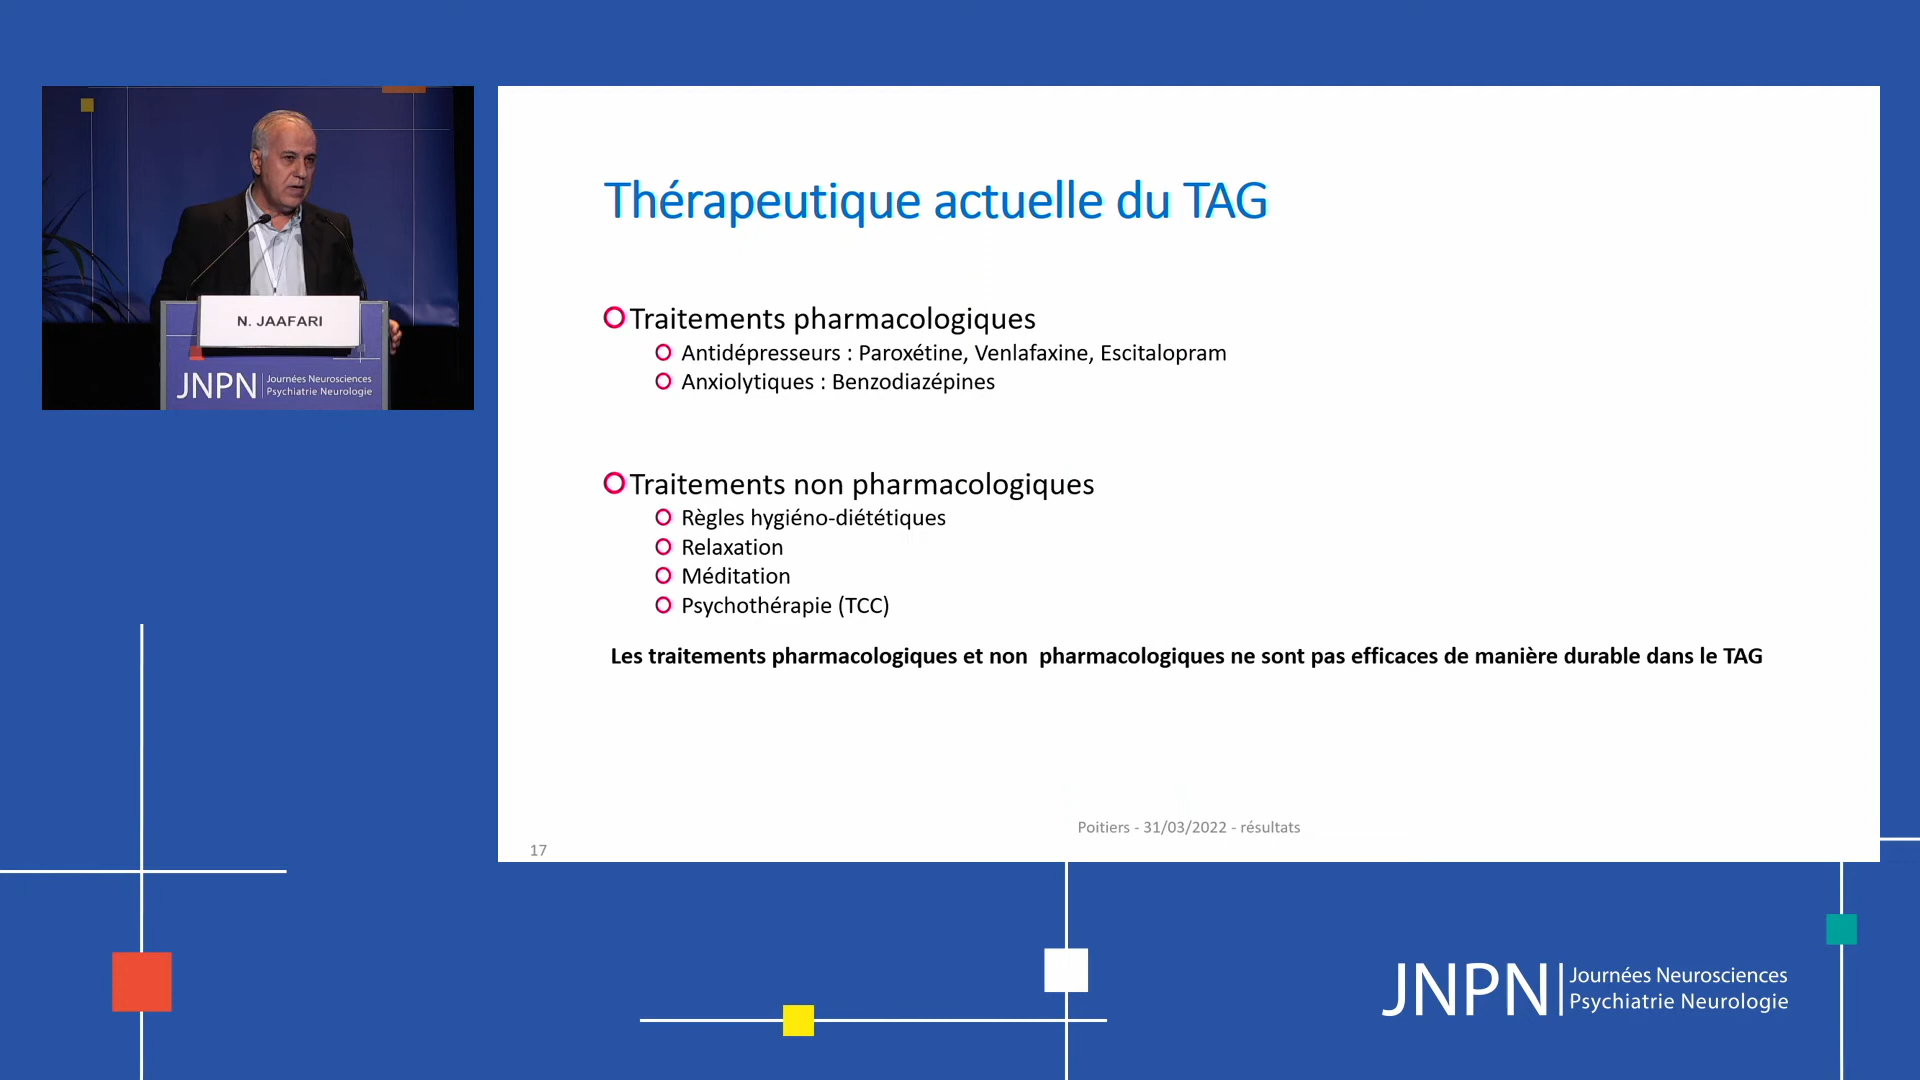 N. JAAFARI
JNPN
Journées Neurosciences
Psychiatrie Neurologie
Thérapeutique actuelle du TAG
Traitements pharmacologiques
Antidépresseurs : Paroxétine, Venlafaxine, Escitalopram
Anxiolytiques : Benzodiazépines
Traitements non pharmacologiques
Règles hygiéno-diététiques
Relaxation
Méditation
Psychothérapie (TCC)
Les traitements pharmacologiques et non pharmacologiques ne sont pas efficaces de manière durable dans le TAG
Poitiers - 31/03/2022 - résultats
17
JNPN
Journées Neurosciences
Psychiatrie Neurologie